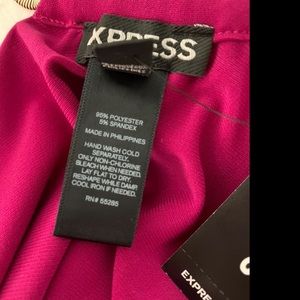 XPRESS
95% POLYESTER
5% SPANDEX
MADE IN PHILIPPINES
HAND WASH COLD
SEPARATELY.
ONLY NON-CHLORINE
BLEACH WHEN NEEDED.
LAY FLAT TO DRY.
RESHAPE WHILE DAMP.
COOL IRON IF NEEDED.
RN# 55285
EXPRE